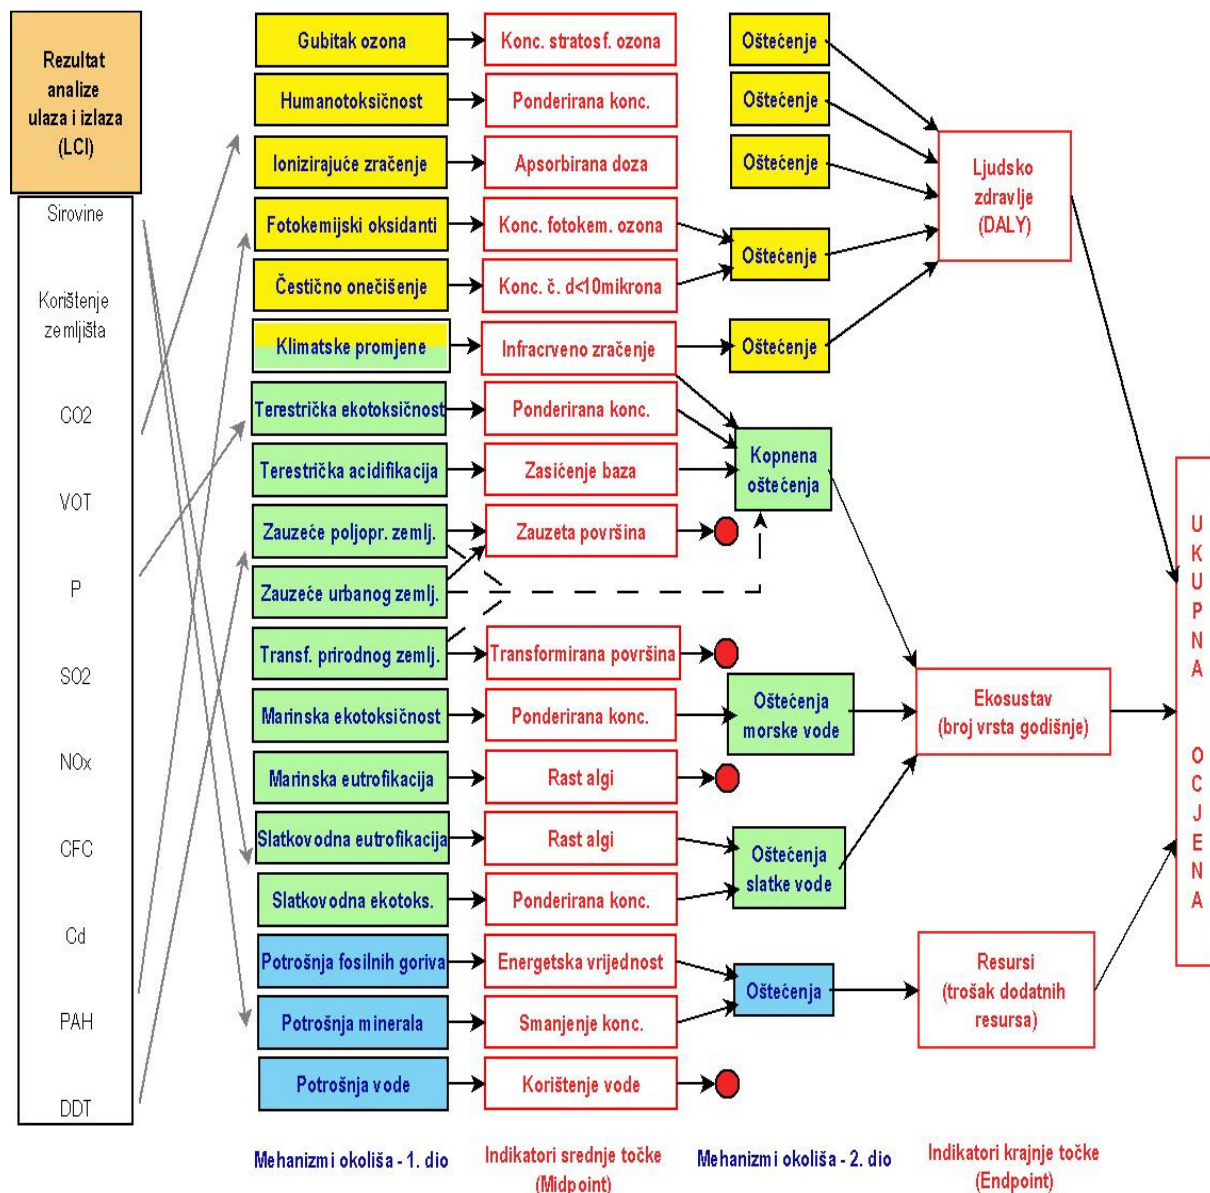 Rezultat
analize
ulaza i izlaza
(LCI)
Sirovine
Korištenje
zemljišta
CO2
VOT
P
SO2
NOx
CFC
Cd
PAH
DDT
Gubitak ozona
Humanotoksičnost
Ionizirajuće zračenje
Fotokemijski oksidanti
Čestično onečišenje
Klimatske promjene
Terestrička ekotoksičnost
Terestrička acidifikacija
Zauzeće poljopr. zemlj.
Zauzeće urbanog zemlj.
Transf. prirodnog zemlj.
Marinska ekotoksičnost
Marinska eutrofikacija
Slatkovodna eutrofikacija
Slatkovodna ekotoks.
Potrošnja fosilnih goriva
Potrošnja minerala
Potrošnja vode
Mehanizmi okoliša - 1. dio
Konc. stratosf. ozona
Ponderirana konc.
Apsorbirana doza
Konc. fotokem. ozona
Konc. č. d<10mikrona
Infracrveno zračenje
Ponderirana konc.
Zasićenje baza
Zauzeta površina
Transformirana površina
Ponderirana konc.
Rast algi
Rast algi
Ponderirana konc.
Energetska vrijednost
Smanjenje konc.
Korištenje vode
Indikatori srednje točke
(Midpoint)
Oštećenje
Oštećenje
Oštećenje
Oštećenje
Oštećenje
Kopnena
oštećenja
Oštećenja
morske vode
Oštećenja
slatke vode
Oštećenja
Mehanizmi okoliša - 2. dio
Ljudsko
zdravlje
(DALY)
Ekosustav
(broj vrsta godišnje)
Resursi
(trošak dodatnih
resursa)
Indikatori krajnje točke
(Endpoint)
UKUPNA OCJENA